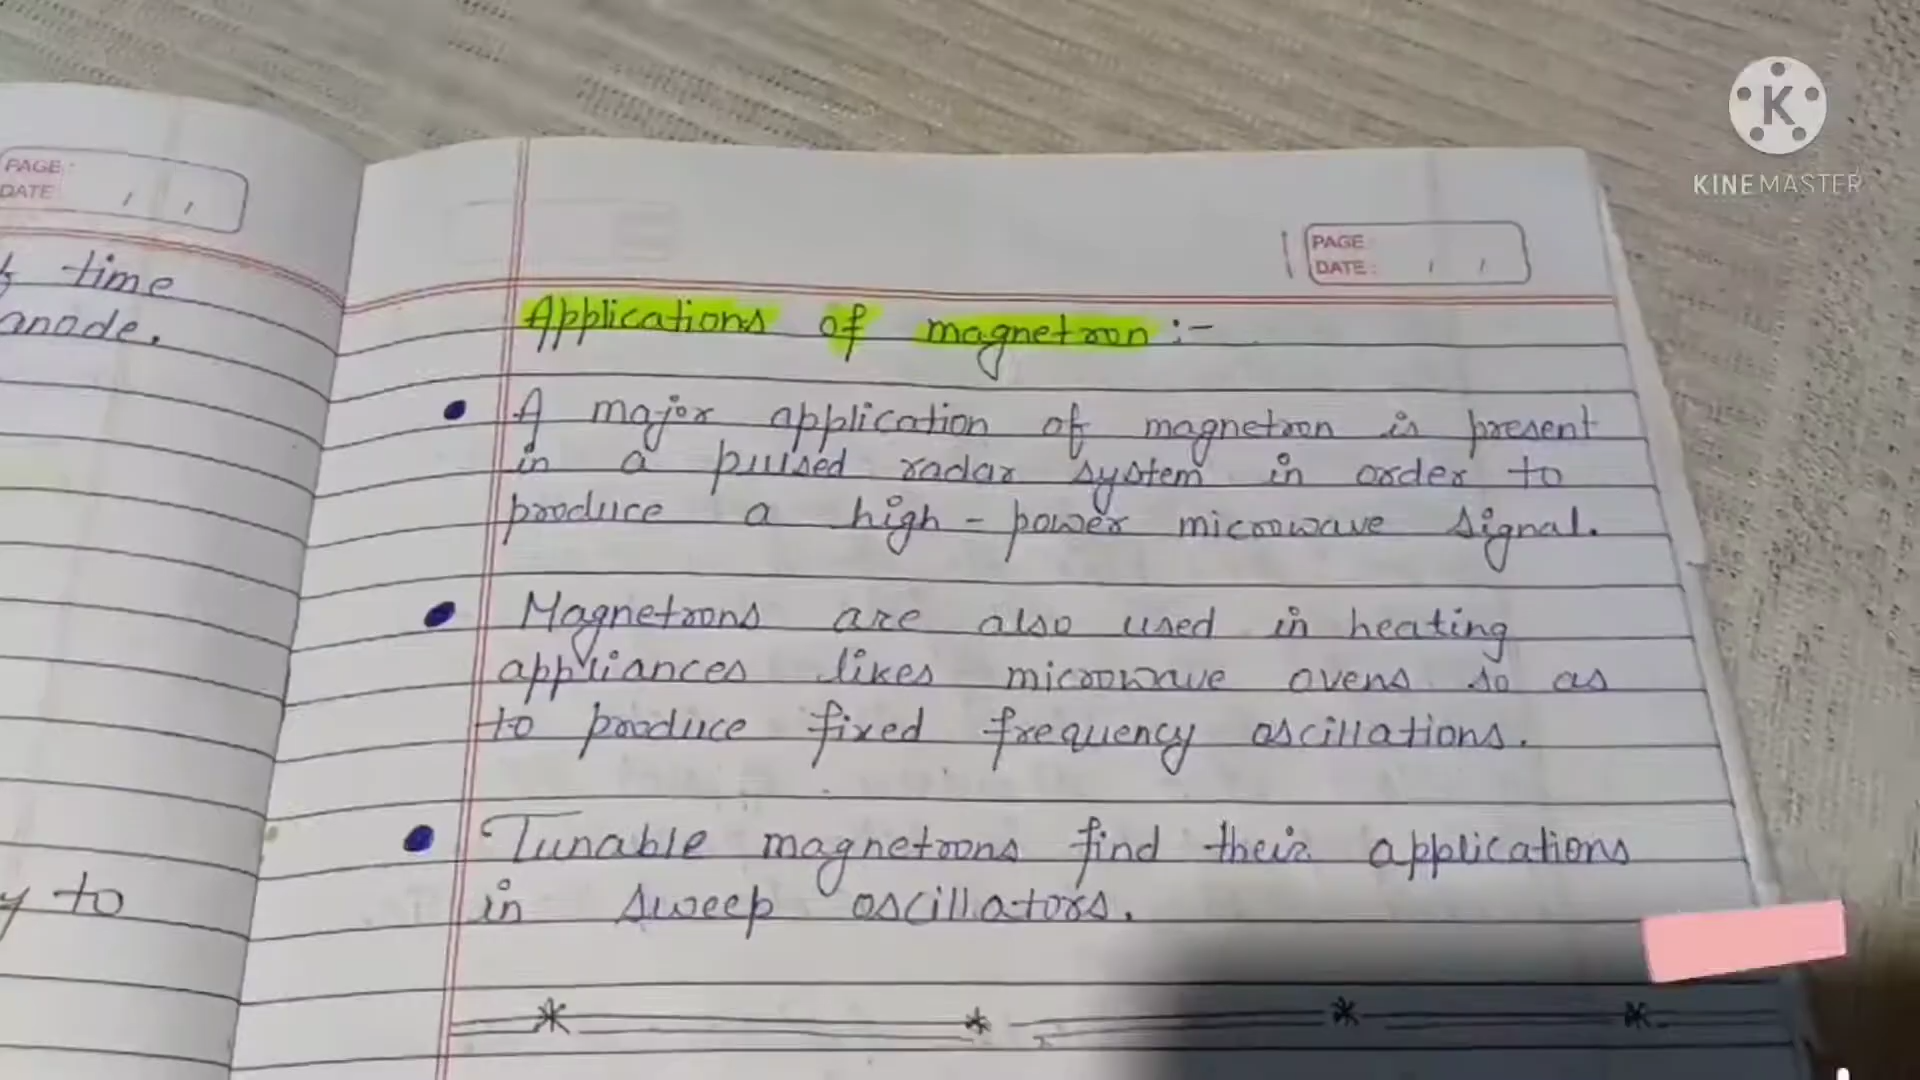 PAGE :
DATE :
time
anode.
y to
PAGE :
DATE :
Applications of magnetron :-
• A major application of magnetron is present
in a pulsed radar system in order to
produce a high - power microwave signal.
• Magnetrons are also used in heating
appliances likes microwave ovens so as
to produce fixed frequency oscillations.
• Tunable magnetrons find their applications
in sweep oscillators.
K
KINEMASTER